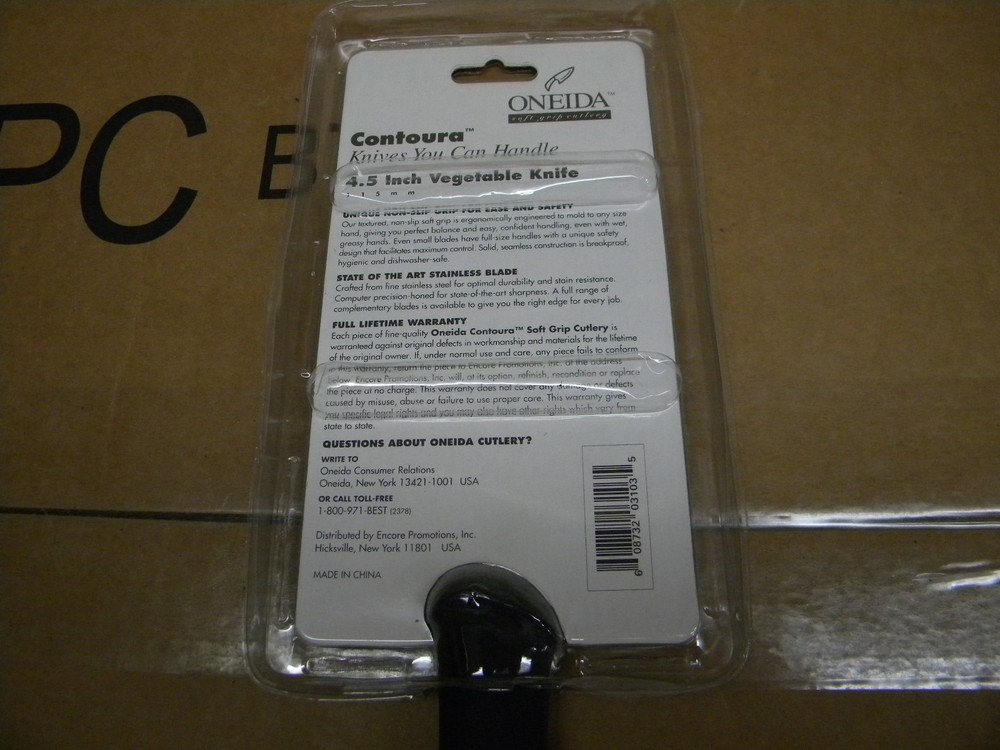 PC B
ONEIDA™
soft grip cutlery
Contoura™
Knives You Can Handle
4.5 Inch Vegetable Knife
115mm
UNIQUE NON-SLIP GRIP FOR EASE AND SAFETY
Our textured, non-slip soft grip is ergonomically engineered to mold to any size
hand, giving you perfect balance and easy, confident handling, even with wet,
greasy hands. Even small blades have full-size handles with a unique safety
design that facilitates maximum control. Solid, seamless construction is breakproof,
hygienic and dishwasher-safe.
STATE OF THE ART STAINLESS BLADE
Crafted from fine stainless steel for optimal durability and stain resistance.
Computer precision-honed for state-of-the-art sharpness. A full range of
complementary blades is available to give you the right edge for every job.
FULL LIFETIME WARRANTY
Each piece of fine-quality Oneida Contoura™ Soft Grip Cutlery is
warranteed against original defects in workmanship and materials for the lifetime
of the original owner. If, under normal use and care, any piece fails to conform
to this warranty, return the piece to Encore Promotions, Inc. at the address
below. Encore Promotions, Inc. will, at its option, refinish, recondition or replace
the piece at no charge. This warranty does not cover any damage or defects
caused by misuse, abuse or failure to use proper care. This warranty gives
you specific legal rights and you may also have other rights which vary from
state to state.
QUESTIONS ABOUT ONEIDA CUTLERY?
WRITE TO
Oneida Consumer Relations
Oneida, New York 13421-1001 USA
OR CALL TOLL-FREE
1-800-971-BEST (2378)
Distributed by Encore Promotions, Inc.
Hicksville, New York 11801 USA
MADE IN CHINA
6 08732 03103 5